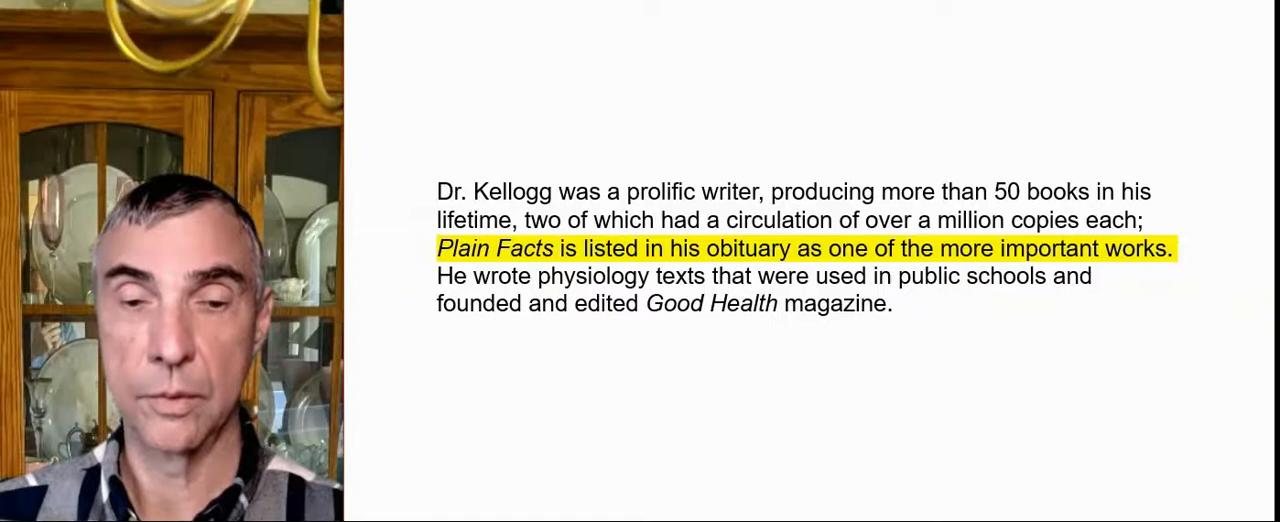 Dr. Kellogg was a prolific writer, producing more than 50 books in his
lifetime, two of which had a circulation of over a million copies each;
Plain Facts is listed in his obituary as one of the more important works.
He wrote physiology texts that were used in public schools and
founded and edited Good Health magazine.